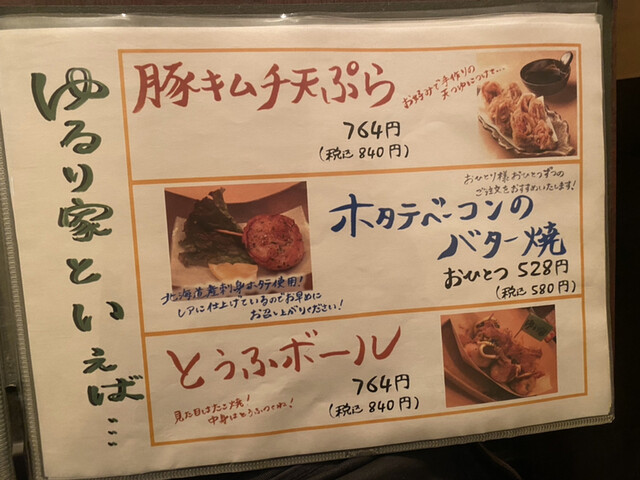 ゆるり家といえば…
豚キムチ天ぷら
お好みで手作りの
天つゆにつけて…
764円
(税込840円)
おひとり様おひとつずつの
ご注文をおすすめいたします!
ホタテベーコンの
バター焼
おひとつ 528円
(税込580円)
北海道産刺身ホタテ使用!
レアに仕上げているのでお早めに
お召し上がりください!
とうふボール
764円
(税込840円)
見た目はたこ焼!
中身はとうふつくね!